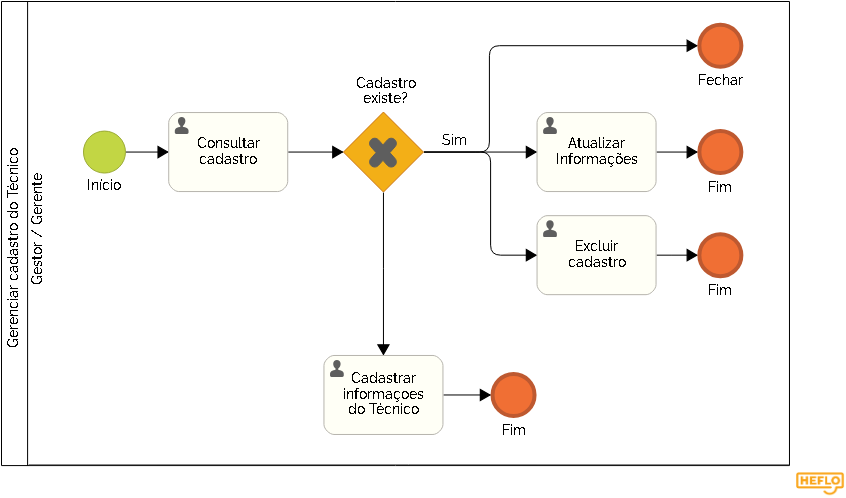 Gerenciar cadastro do Técnico
Gestor / Gerente
Início
Consultar
cadastro
Cadastro
existe?
Sim
Fechar
Atualizar
Informações
Fim
Excluir
cadastro
Fim
Cadastrar
informaçoes
do Técnico
Fim
HEFLO